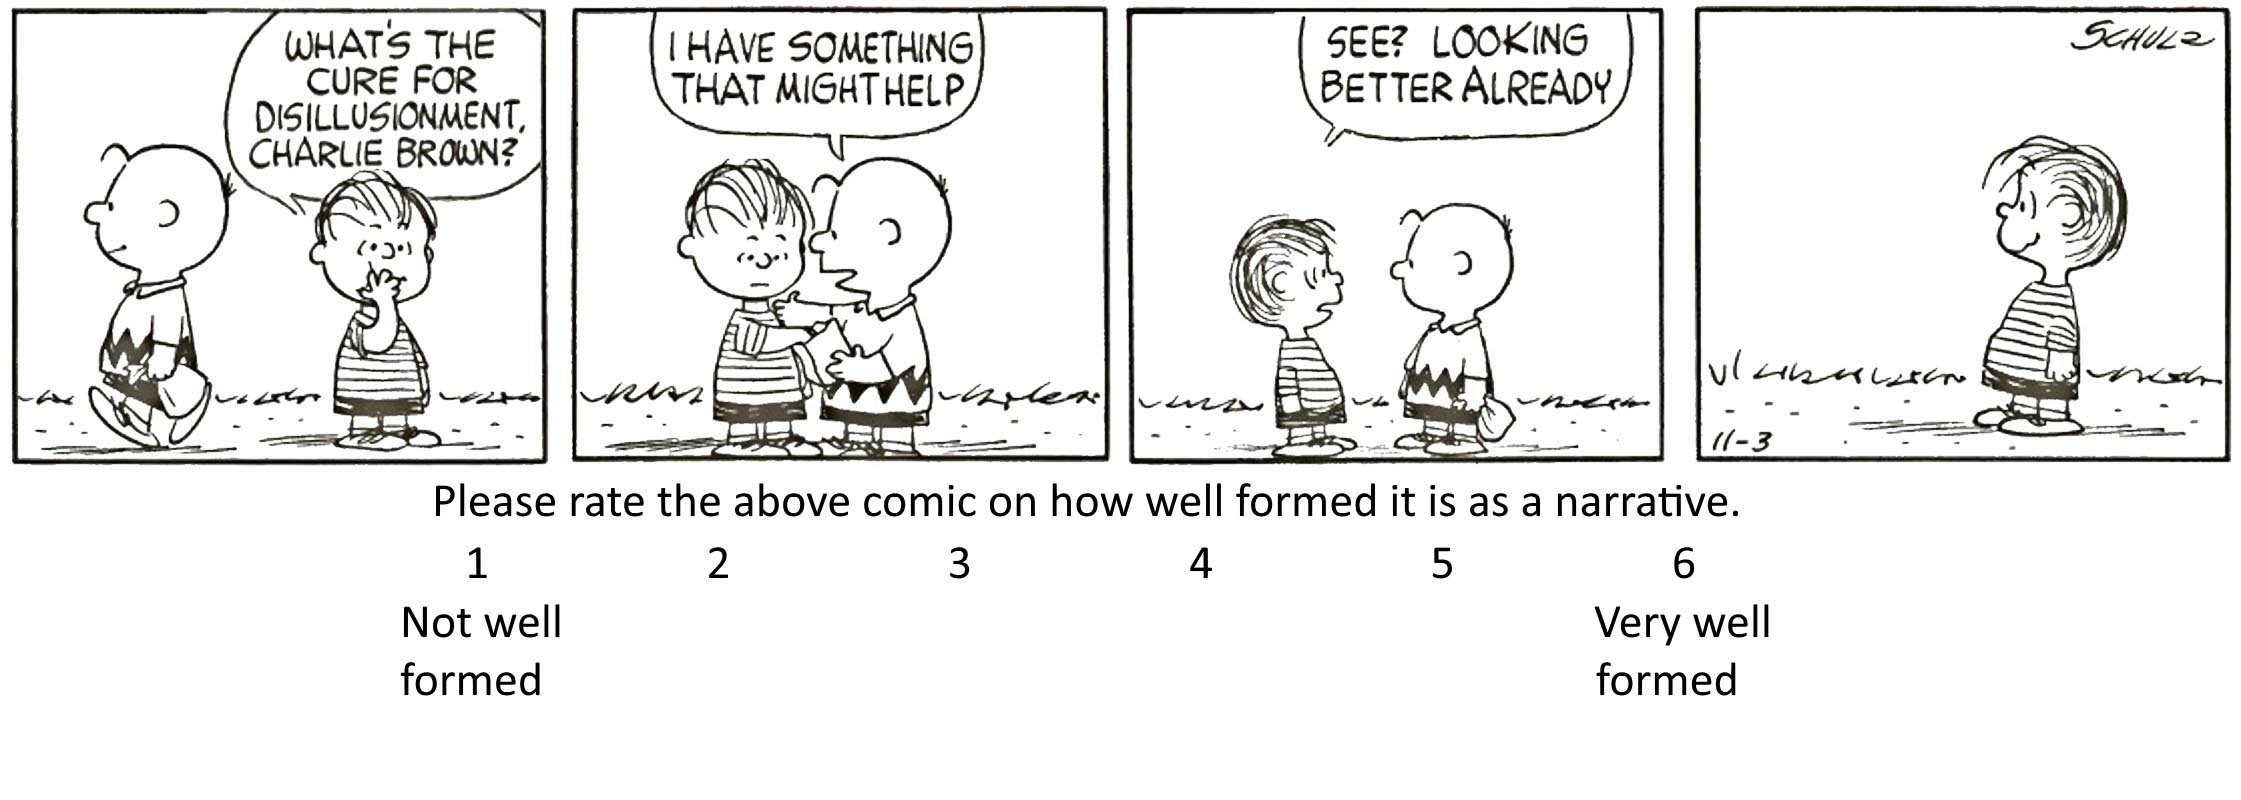 WHAT'S THE
CURE FOR
DISILLUSIONMENT,
CHARLIE BROWN?
I HAVE SOMETHING
THAT MIGHT HELP
SEE? LOOKING
BETTER ALREADY
SCHULZ
11-3
Please rate the above comic on how well formed it is as a narrative.
1 2 3 4 5 6
Not well
formed
Very well
formed